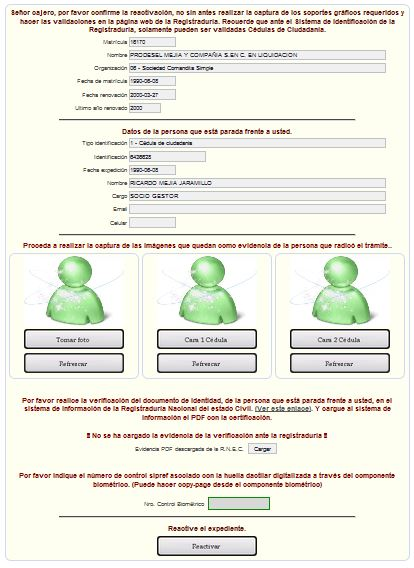 Señor cajero, por favor confirme la reactivación, no sin antes realizar la captura de los soportes gráficos requeridos y
hacer las validaciones en la página web de la Registraduría. Recuerde que ante el Sistema de Identificación de la
Registraduría, solamente pueden ser validadas Cédulas de Ciudadanía.
Matrícula 16170
Nombre PRODESEL MEJIA Y COMPAÑIA S.EN C. EN LIQUIDACION
Organización 06 - Sociedad Comandita Simple
Fecha de matrícula 1990-06-05
Fecha renovación 2000-03-27
Ultimo año renovado 2000
Datos de la persona que está parada frente a usted.
Tipo identificación 1 - Cédula de ciudadanía
Identificación 6436828
Fecha expedición 1990-06-05
Nombre RICARDO MEJIA JARAMILLO
Cargo SOCIO GESTOR
Email
Celular
Proceda a realizar la captura de las imágenes que quedan como evidencia de la persona que radicó el trámite..
Tomar foto
Cara 1 Cédula
Cara 2 Cédula
Refrescar
Refrescar
Refrescar
Por favor realice la verificación del documento de identidad, de la persona que está parada frente a usted, en el
sistema de información de la Registraduría Nacional del estado Civil. (Ver este enlace). Y cargue al sistema de
información el PDF con la certificación.
!! No se ha cargado la evidencia de la verificación ante la registraduría !!
Evidencia PDF descargada de la R.N.E.C. Cargar
Por favor indique el número de control sipref asociado con la huella dactilar digitalizada a través del componente
biométrico. (Puede hacer copy-page desde el componente biométrico)
Nro. Control Biométrico
Reactive el expediente.
Reactivar